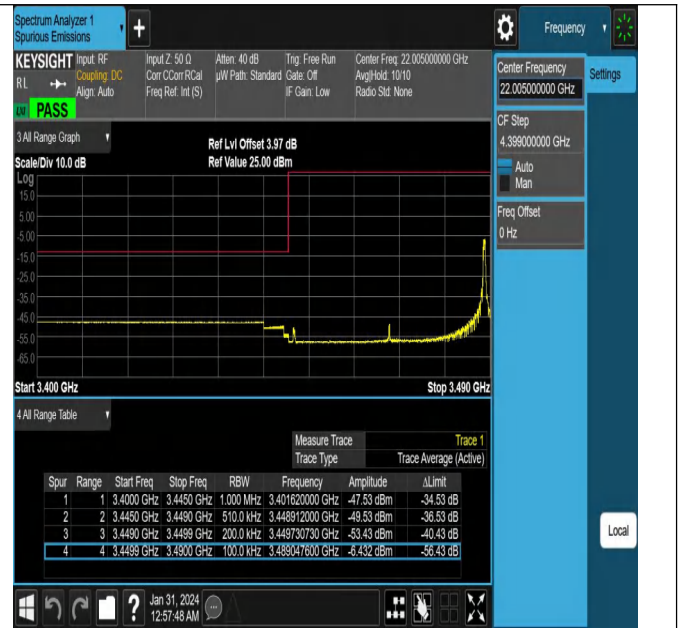 Spectrum Analyzer 1
Spurious Emissions
+
Frequency
KEYSIGHT
RL
Input: RF
Coupling: DC
Align: Auto
Input Z: 50 Ω
Corr CCorr RCal
Freq Ref: Int (S)
Atten: 40 dB
µW Path: Standard
Trig: Free Run
Gate: Off
IF Gain: Low
Center Freq: 22.005000000 GHz
Avg|Hold: 10/10
Radio Std: None
PASS
Center Frequency
22.005000000 GHz
Settings
CF Step
4.399000000 GHz
Auto
Man
Freq Offset
0 Hz
3 All Range Graph
Scale/Div 10.0 dB
Ref Lvl Offset 3.97 dB
Ref Value 25.00 dBm
Log
15.0
5.00
-5.00
-15.0
-25.0
-35.0
-45.0
-55.0
-65.0
Start 3.400 GHz
Stop 3.490 GHz
4 All Range Table
Measure Trace Trace 1
Trace Type Trace Average (Active)
Spur Range Start Freq Stop Freq RBW Frequency Amplitude ΔLimit
1 1 3.4000 GHz 3.4450 GHz 1.000 MHz 3.401620000 GHz -47.53 dBm -34.53 dB
2 2 3.4450 GHz 3.4490 GHz 510.0 kHz 3.448912000 GHz -49.53 dBm -36.53 dB
3 3 3.4490 GHz 3.4499 GHz 200.0 kHz 3.449730730 GHz -53.43 dBm -40.43 dB
4 4 3.4499 GHz 3.4900 GHz 100.0 kHz 3.489047600 GHz -6.432 dBm -56.43 dB
Local
?
Jan 31, 2024
12:57:48 AM